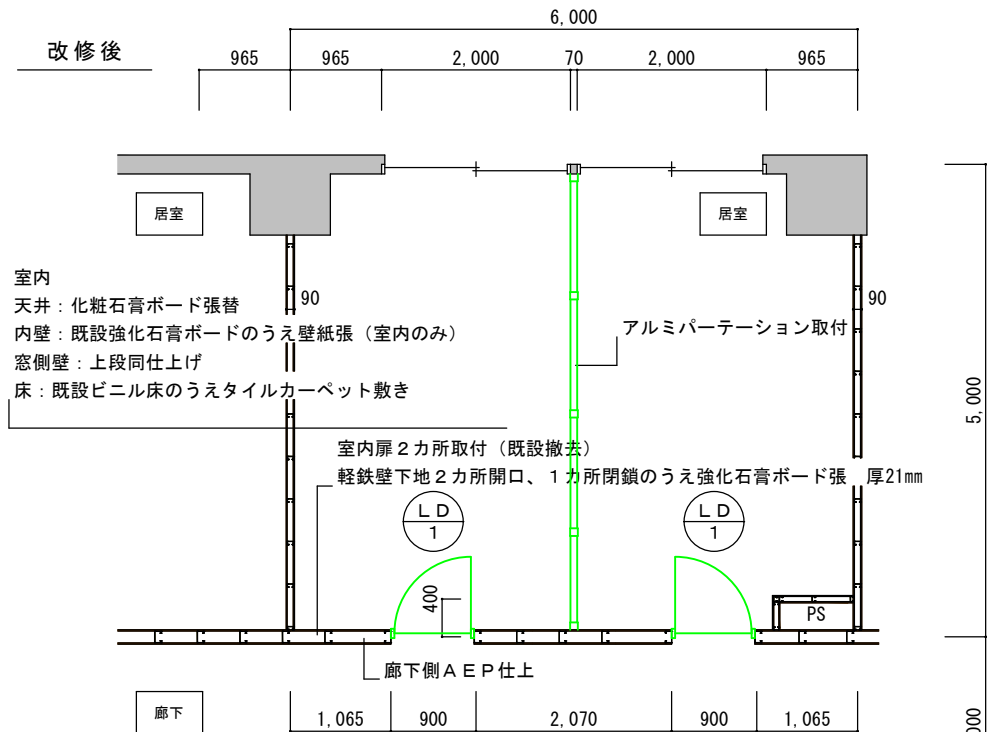 改修後
6,000
965 965 2,000 70 2,000 965
居室 居室
室内
天井：化粧石膏ボード張替
内壁：既設強化石膏ボードのうえ壁紙張（室内のみ）
窓側壁：上段同仕上げ
床：既設ビニル床のうえタイルカーペット敷き
90
90
アルミパーテーション取付
5,000
室内扉２カ所取付（既設撤去）
軽鉄壁下地２カ所開口、１カ所閉鎖のうえ強化石膏ボード張　厚21mm
ＬＤ
1
ＬＤ
1
400
PS
廊下側ＡＥＰ仕上
廊下
1,065 900 2,070 900 1,065